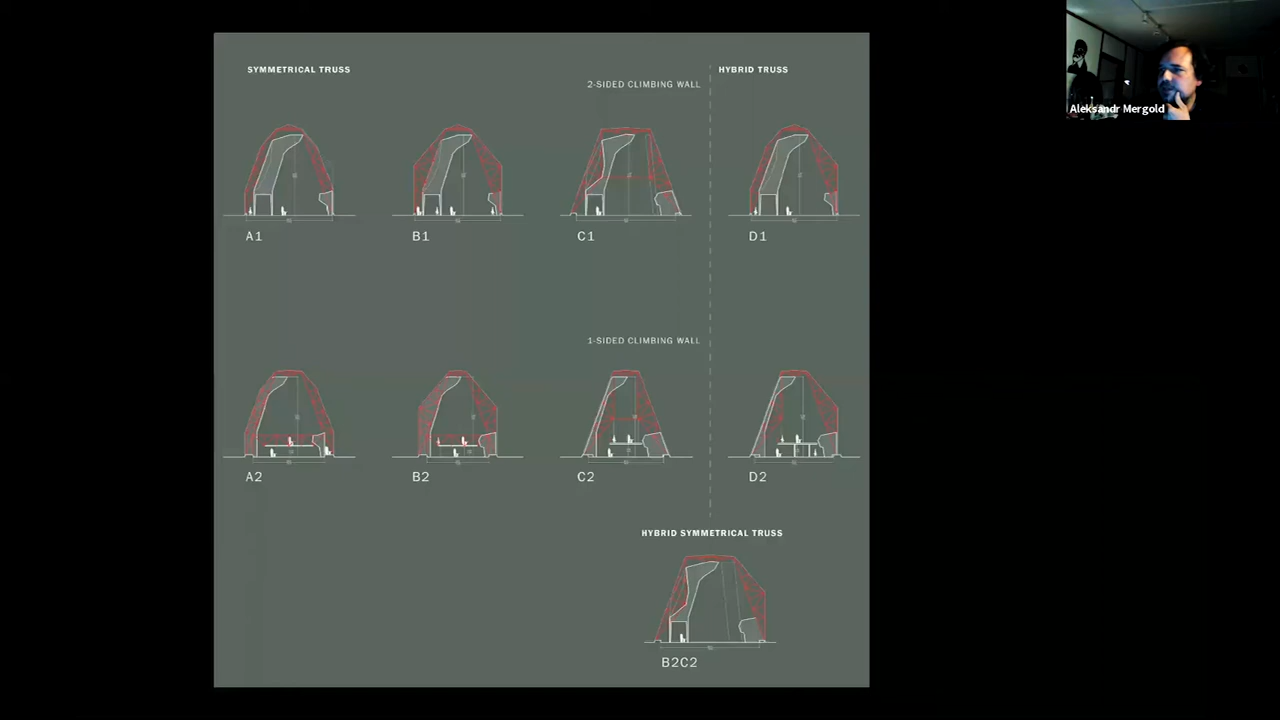 SYMMETRICAL TRUSS
HYBRID TRUSS
2-SIDED CLIMBING WALL
A1
B1
C1
D1
1-SIDED CLIMBING WALL
A2
B2
C2
D2
HYBRID SYMMETRICAL TRUSS
B2C2
Aleksandr Mergold